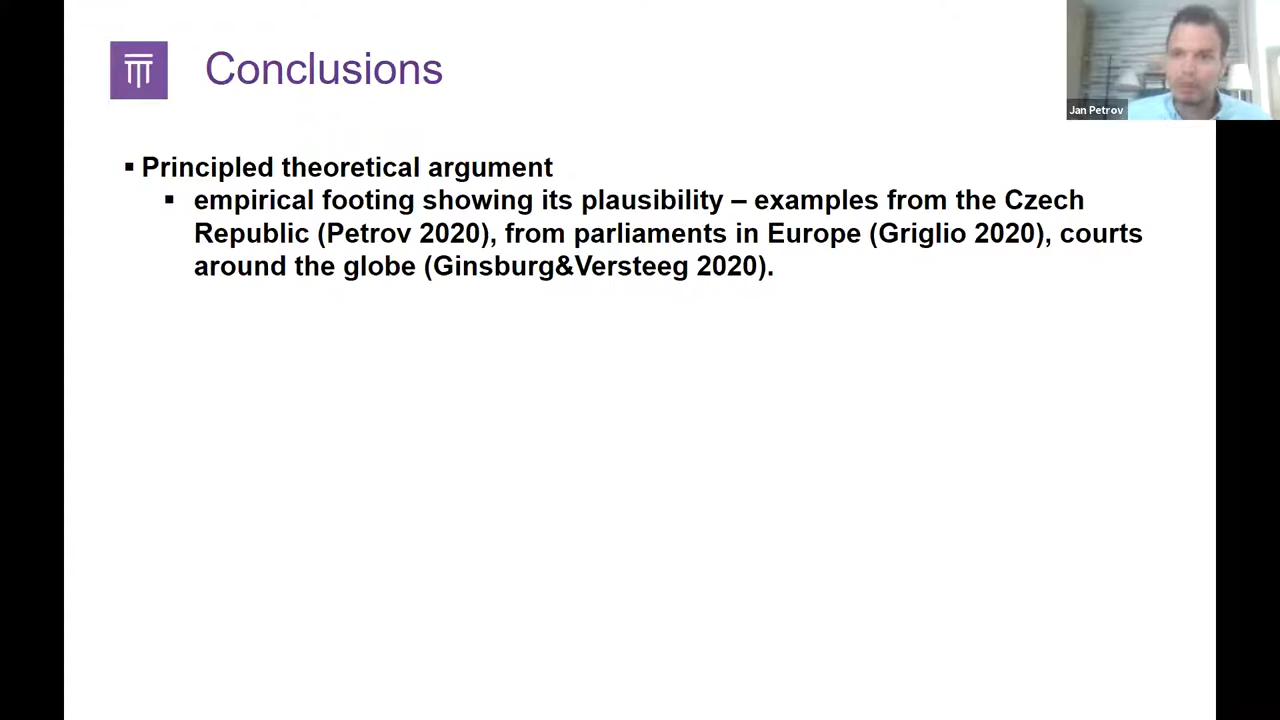 Conclusions
Jan Petrov
▪ Principled theoretical argument
▪ empirical footing showing its plausibility – examples from the Czech
Republic (Petrov 2020), from parliaments in Europe (Griglio 2020), courts
around the globe (Ginsburg&Versteeg 2020).